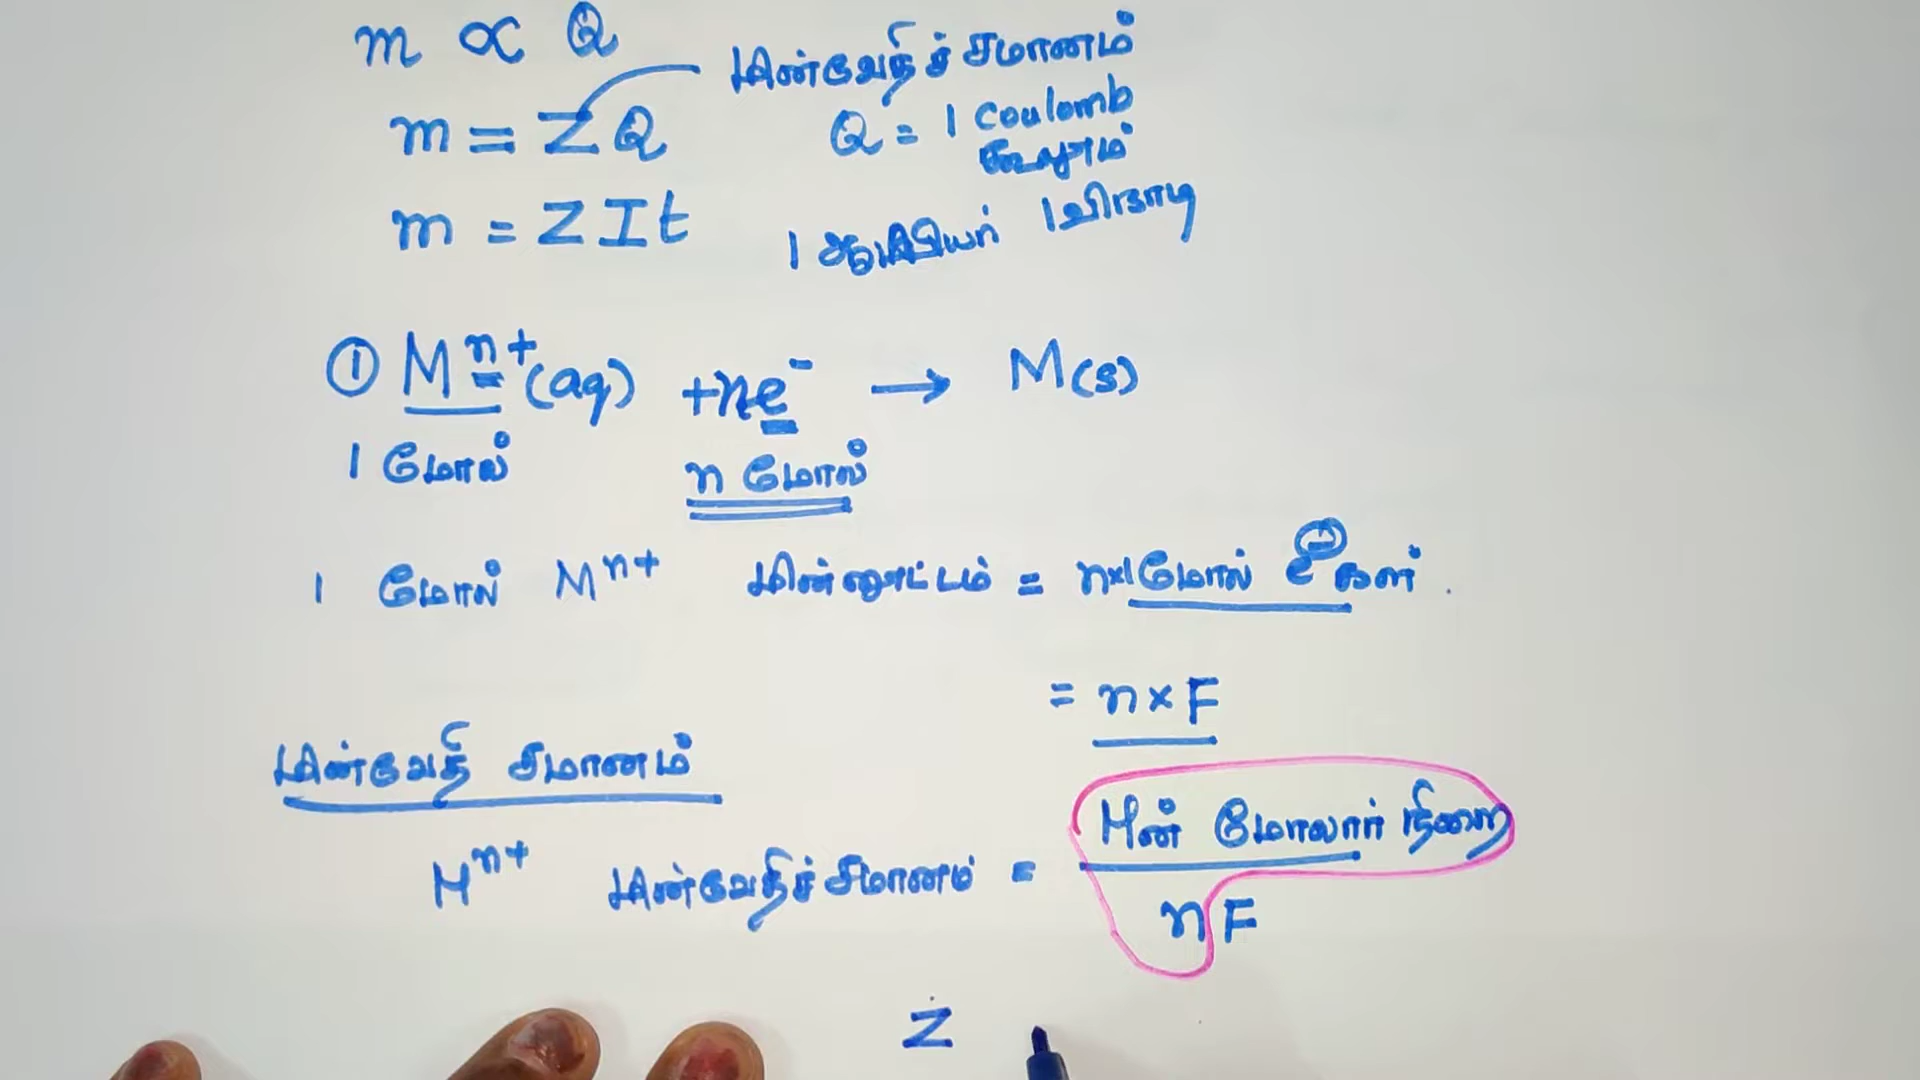 m ∝ Q
மின்வேதிச் சமானம்
m = ZQ
Q = 1 Coulomb
கூலூம்
m = ZIt
1 ஆம்பியர் 1 விநாடி
① Mⁿ⁺(aq) + ne⁻ → M(s)
1 மோல் n மோல்
1 மோல் Mⁿ⁺ மின்னூட்டம் = n×1 மோல் e⁻கள்.
= n×F
மின்வேதி சமானம்
Mன் மோலார் நிறை
Mⁿ⁺ மின்வேதிச் சமானம் =
nF
Z